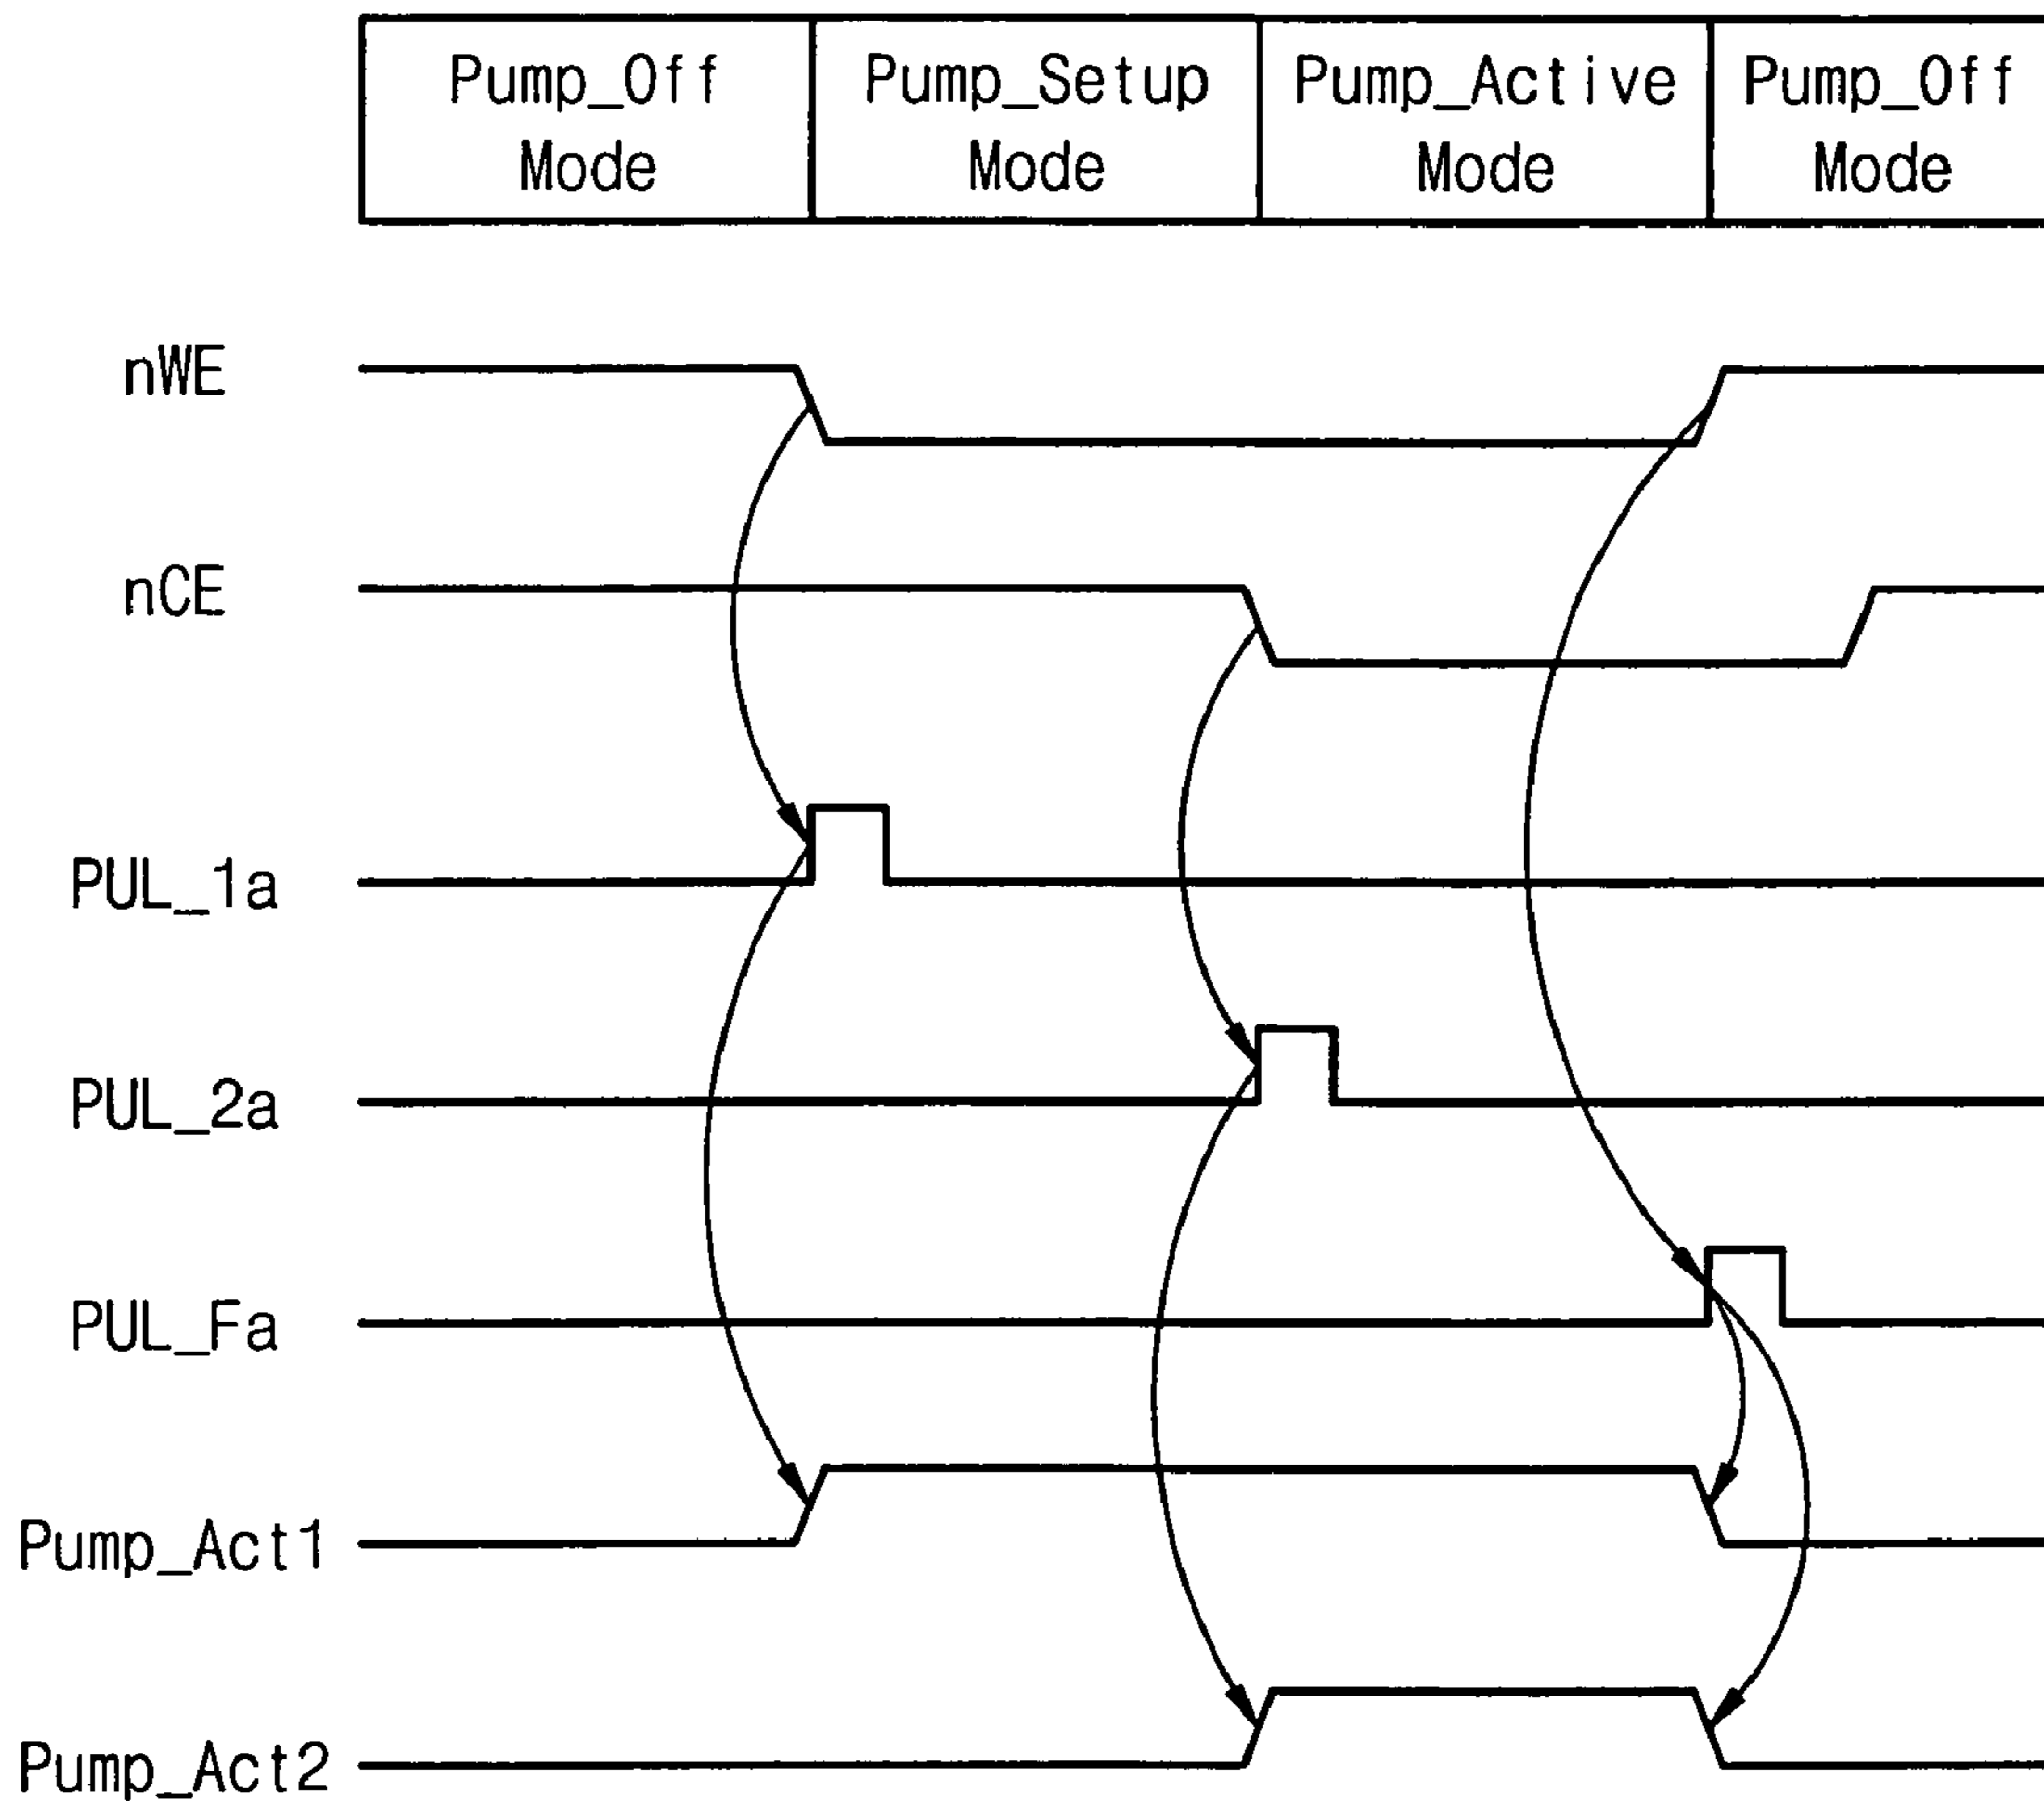 Pump_Off Mode
Pump_Setup Mode
Pump_Active Mode
Pump_Off Mode
nWE
nCE
PUL_1a
PUL_2a
PUL_Fa
Pump_Act1
Pump_Act2